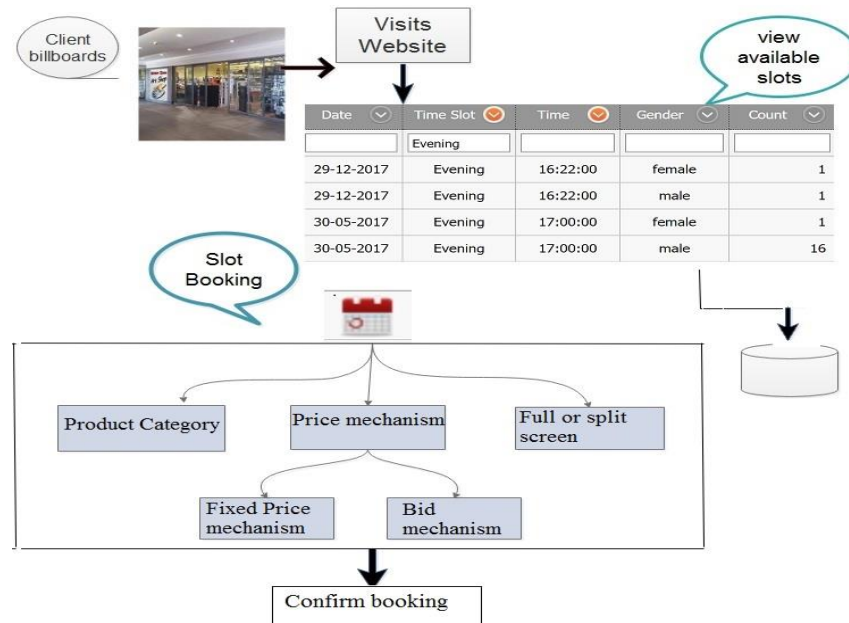 Client
billboards
Visits
Website
view
available
slots
Date Time Slot Time Gender Count
Evening
29-12-2017 Evening 16:22:00 female 1
29-12-2017 Evening 16:22:00 male 1
30-05-2017 Evening 17:00:00 female 1
30-05-2017 Evening 17:00:00 male 16
Slot
Booking
Product Category
Price mechanism
Full or split
screen
Fixed Price
mechanism
Bid
mechanism
Confirm booking